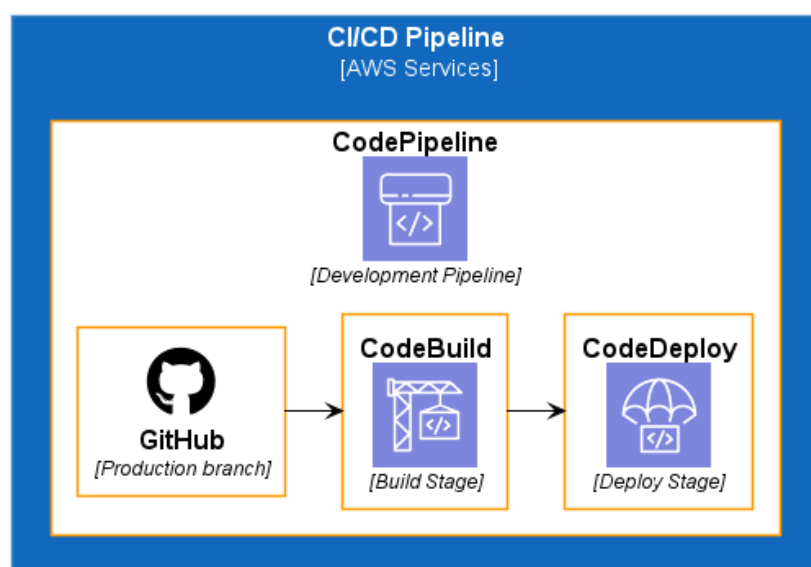 CI/CD Pipeline
[AWS Services]
CodePipeline
</>
[Development Pipeline]
GitHub
[Production branch]
CodeBuild
</>
[Build Stage]
CodeDeploy
</>
[Deploy Stage]